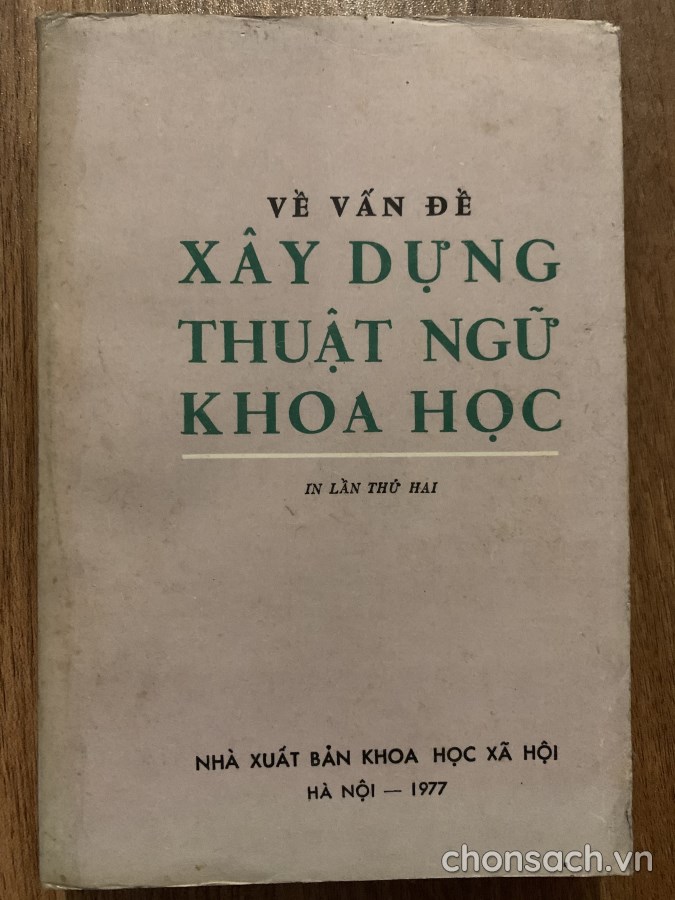 VỀ VẤN ĐỀ
XÂY DỰNG
THUẬT NGỮ
KHOA HỌC
IN LẦN THỨ HAI
NHÀ XUẤT BẢN KHOA HỌC XÃ HỘI
HÀ NỘI — 1977
chonsach.vn